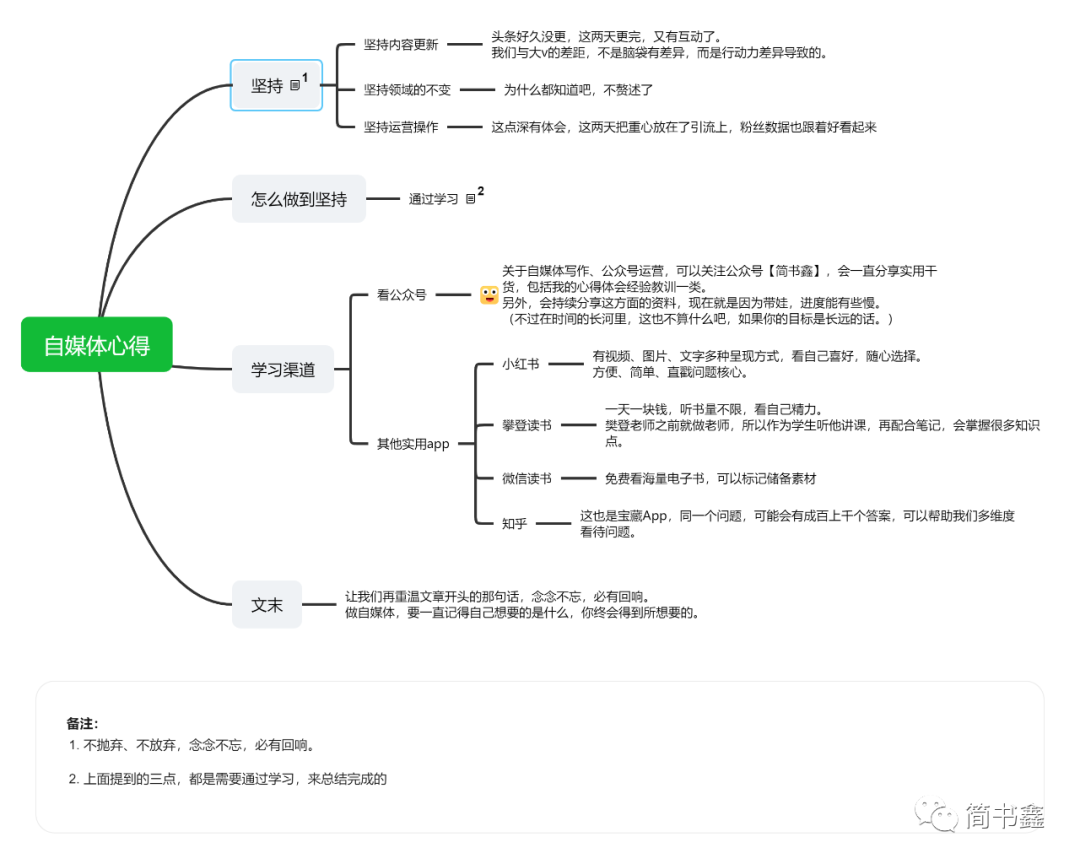 自媒体心得
坚持 1
坚持内容更新
头条好久没更，这两天更完，又有互动了。
我们与大v的差距，不是脑袋有差异，而是行动力差异导致的。
坚持领域的不变
为什么都知道吧，不赘述了
坚持运营操作
这点深有体会，这两天把重心放在了引流上，粉丝数据也跟着好看起来
怎么做到坚持
通过学习 2
学习渠道
看公众号
关于自媒体写作、公众号运营，可以关注公众号【简书鑫】，会一直分享实用干
货，包括我的心得体会经验教训一类。
另外，会持续分享这方面的资料，现在就是因为带娃，进度能有些慢。
（不过在时间的长河里，这也不算什么吧，如果你的目标是长远的话。）
其他实用app
小红书
有视频、图片、文字多种呈现方式，看自己喜好，随心选择。
方便、简单、直戳问题核心。
攀登读书
一天一块钱，听书量不限，看自己精力。
樊登老师之前就做老师，所以作为学生听他讲课，再配合笔记，会掌握很多知识
点。
微信读书
免费看海量电子书，可以标记储备素材
知乎
这也是宝藏App，同一个问题，可能会有成百上千个答案，可以帮助我们多维度
看待问题。
文末
让我们再重温文章开头的那句话，念念不忘，必有回响。
做自媒体，要一直记得自己想要的是什么，你终会得到所想要的。
备注：
1. 不抛弃、不放弃，念念不忘，必有回响。
2. 上面提到的三点，都是需要通过学习，来总结完成的
简书鑫